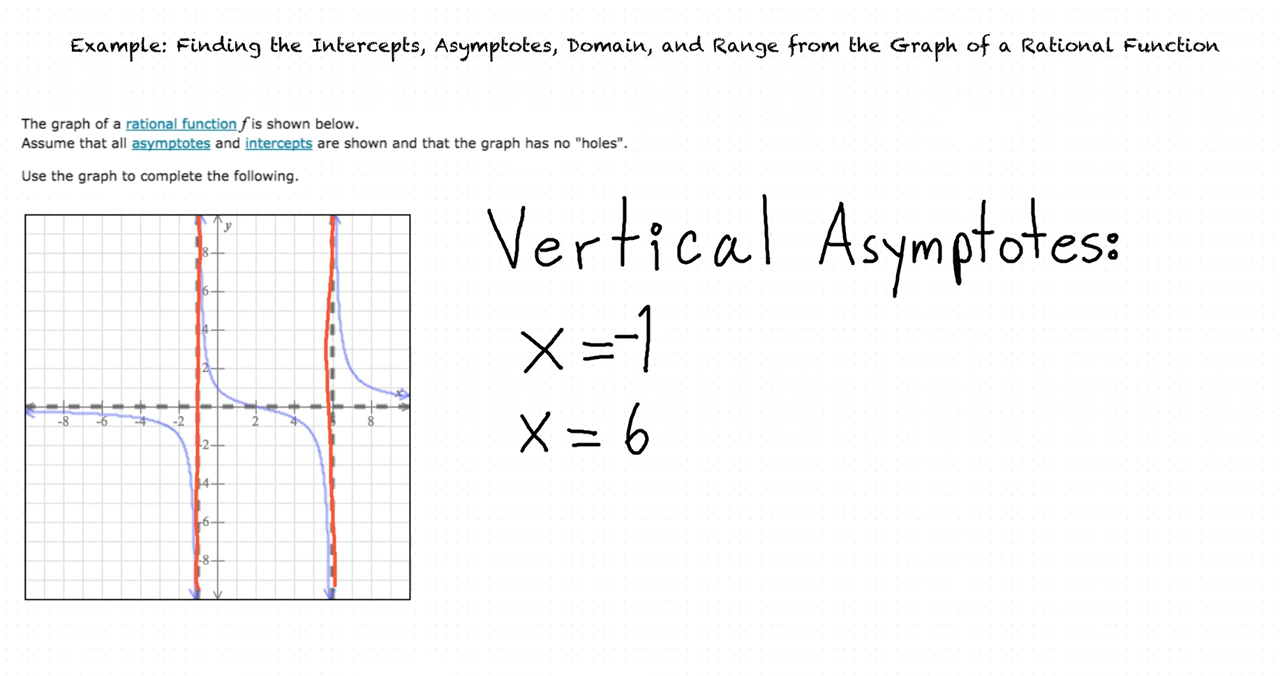 Example: Finding the Intercepts, Asymptotes, Domain, and Range from the Graph of a Rational Function
The graph of a rational function f is shown below.
Assume that all asymptotes and intercepts are shown and that the graph has no "holes".
Use the graph to complete the following.
Vertical Asymptotes:
x = -1
x = 6
y
8
6
4
2
x
-8 -6 -4 -2 2 4 8
-2
-4
-6
-8